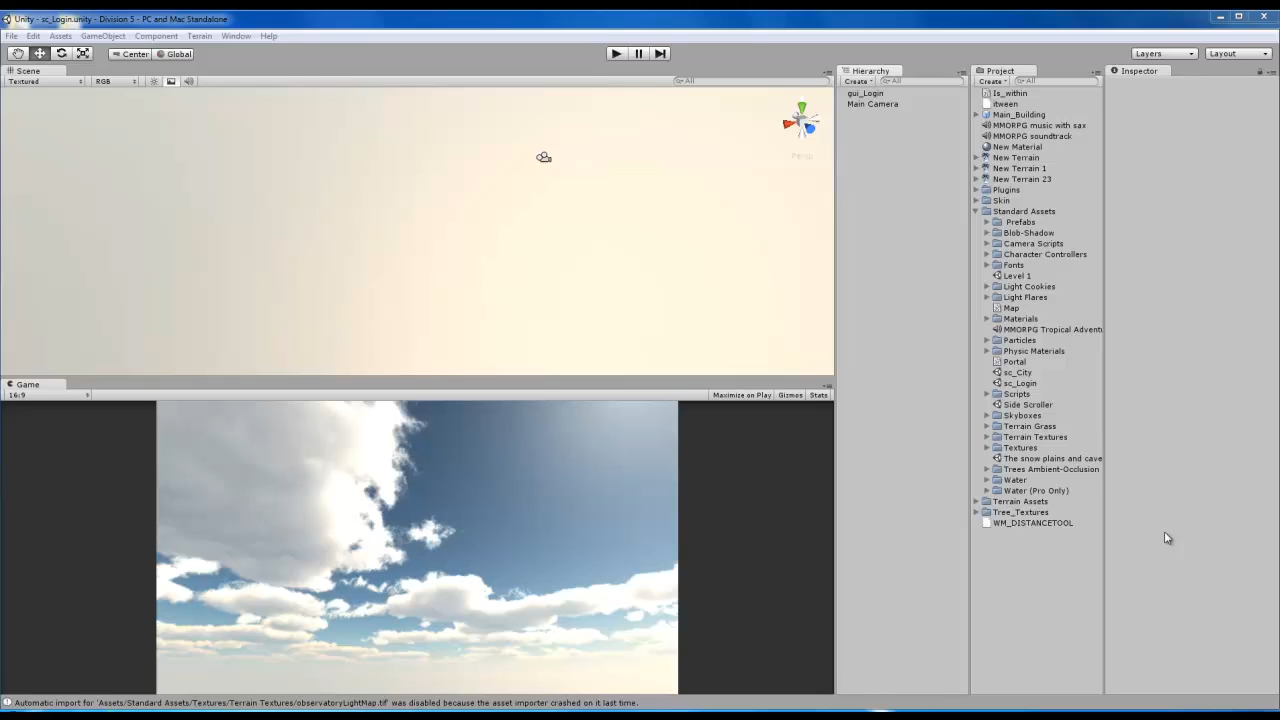 Unity - sc_Login.unity - Division 5 - PC and Mac Standalone
File Edit Assets GameObject Component Terrain Window Help
Center Global Layers Layout
Scene
Textured RGB All
Persp
Game
16:9 Maximize on Play Gizmos Stats
Hierarchy
Create All
gui_Login
Main Camera
Project
Create All
Is_within
itween
Main_Building
MMORPG music with sax
MMORPG soundtrack
New Material
New Terrain
New Terrain 1
New Terrain 23
Plugins
Skin
Standard Assets
Prefabs
Blob-Shadow
Camera Scripts
Character Controllers
Fonts
Level 1
Light Cookies
Light Flares
Map
Materials
MMORPG Tropical Advent
Particles
Physic Materials
Portal
sc_City
sc_Login
Scripts
Side Scroller
Skyboxes
Terrain Grass
Terrain Textures
Textures
The snow plains and cave
Trees Ambient-Occlusion
Water
Water (Pro Only)
Terrain Assets
Tree_Textures
WM_DISTANCETOOL
Inspector
Automatic import for 'Assets/Standard Assets/Textures/Terrain Textures/observatoryLightMap.tif' was disabled because the asset importer crashed on it last time.